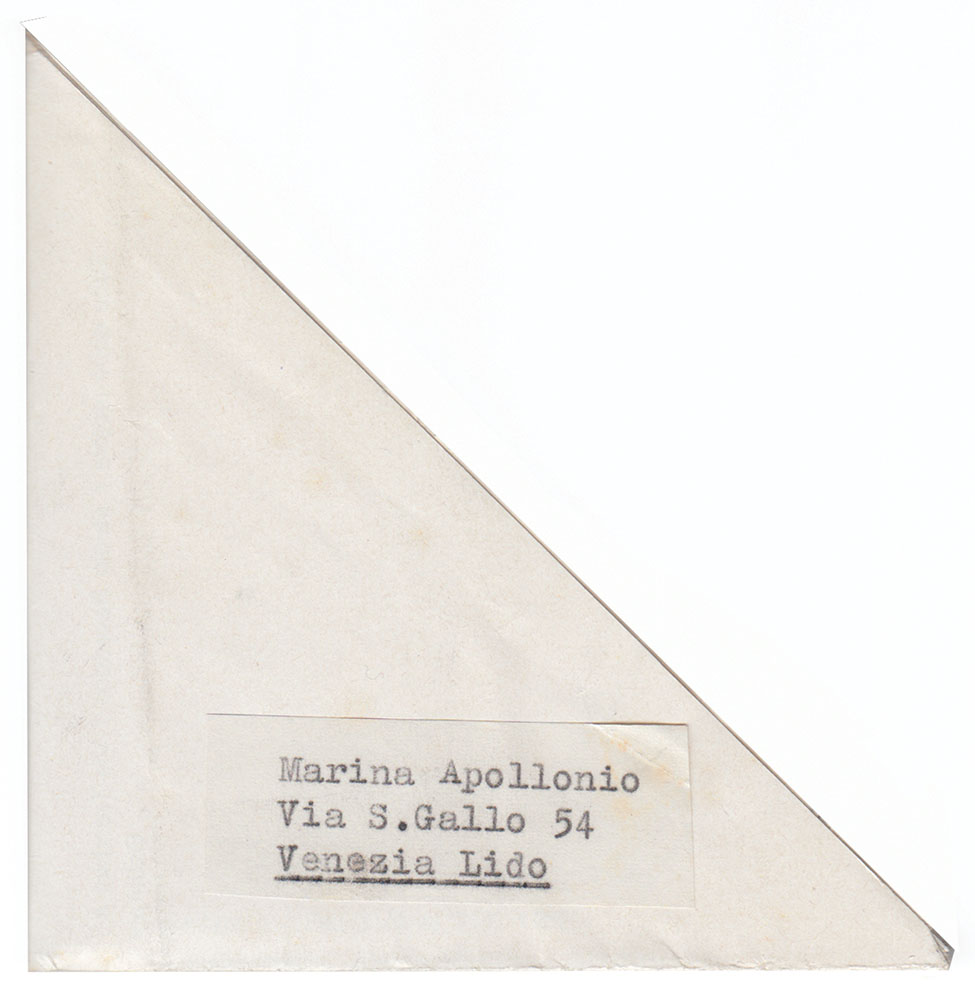 Marina Apollonio
Via S.Gallo 54
Venezia Lido